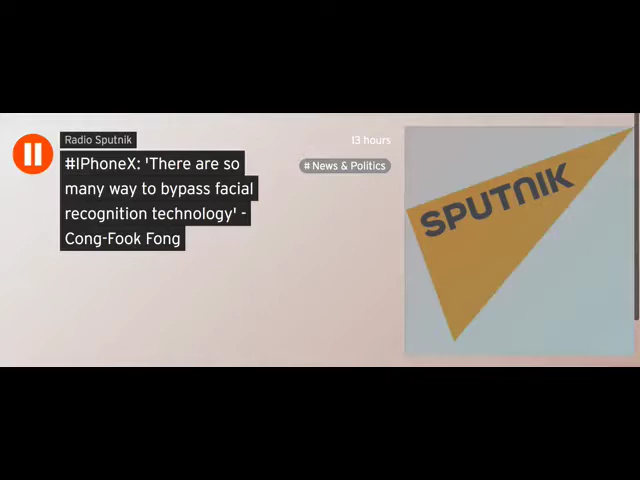 Radio Sputnik
13 hours
#IPhoneX: 'There are so
many way to bypass facial
recognition technology' -
Cong-Fook Fong
# News & Politics
SPUTNIK